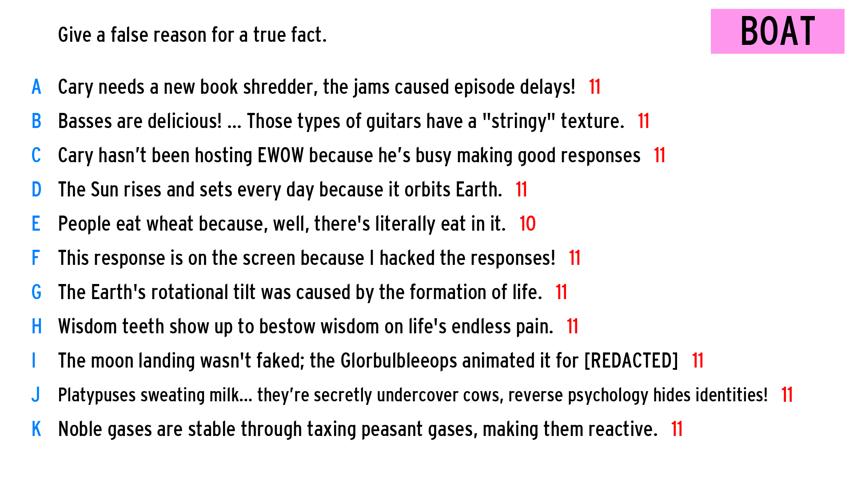 Give a false reason for a true fact.
BOAT
A Cary needs a new book shredder, the jams caused episode delays! 11
B Basses are delicious! ... Those types of guitars have a "stringy" texture. 11
C Cary hasn’t been hosting EWOW because he’s busy making good responses 11
D The Sun rises and sets every day because it orbits Earth. 11
E People eat wheat because, well, there's literally eat in it. 10
F This response is on the screen because I hacked the responses! 11
G The Earth's rotational tilt was caused by the formation of life. 11
H Wisdom teeth show up to bestow wisdom on life's endless pain. 11
I The moon landing wasn't faked; the Glorbulbleeops animated it for [REDACTED] 11
J Platypuses sweating milk... they’re secretly undercover cows, reverse psychology hides identities! 11
K Noble gases are stable through taxing peasant gases, making them reactive. 11